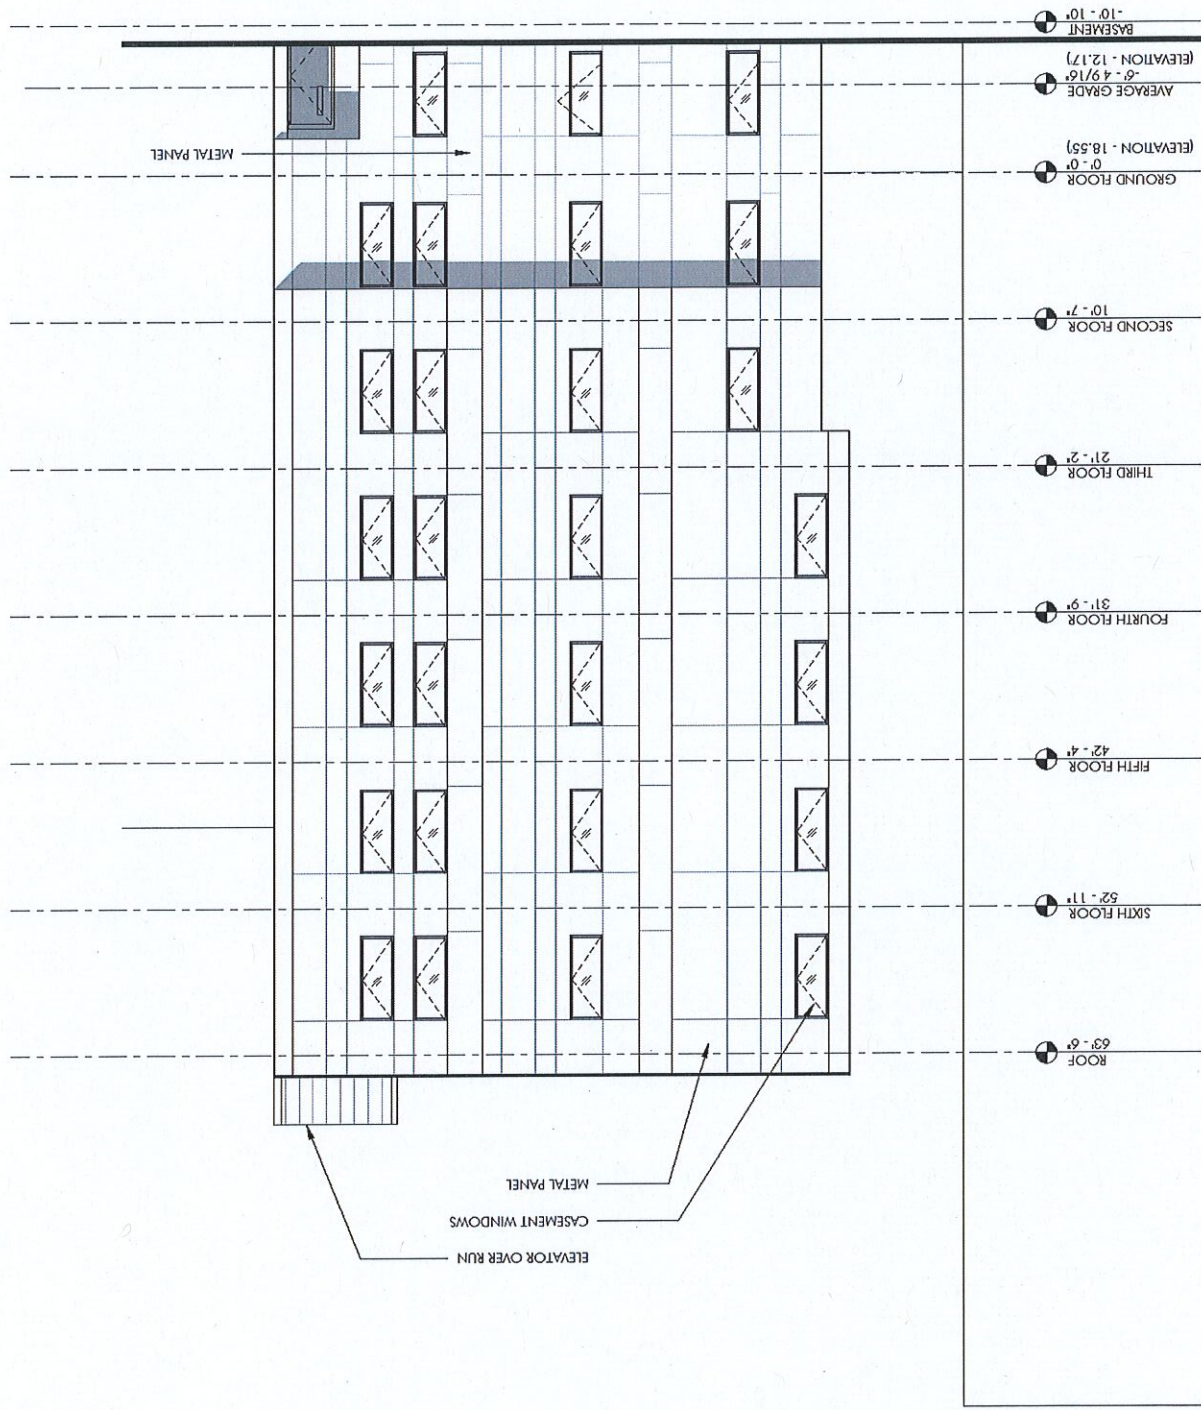 ELEVATOR OVER RUN
CASEMENT WINDOWS
METAL PANEL
ROOF
63' - 6"
SIXTH FLOOR
52' - 11"
FIFTH FLOOR
42' - 4"
FOURTH FLOOR
31' - 9"
THIRD FLOOR
21' - 2"
SECOND FLOOR
10' - 7"
METAL PANEL
GROUND FLOOR
0' - 0"
(ELEVATION - 18.55)
AVERAGE GRADE
-6' - 4 9/16"
(ELEVATION - 12.17)
BASEMENT
-10' - 10"